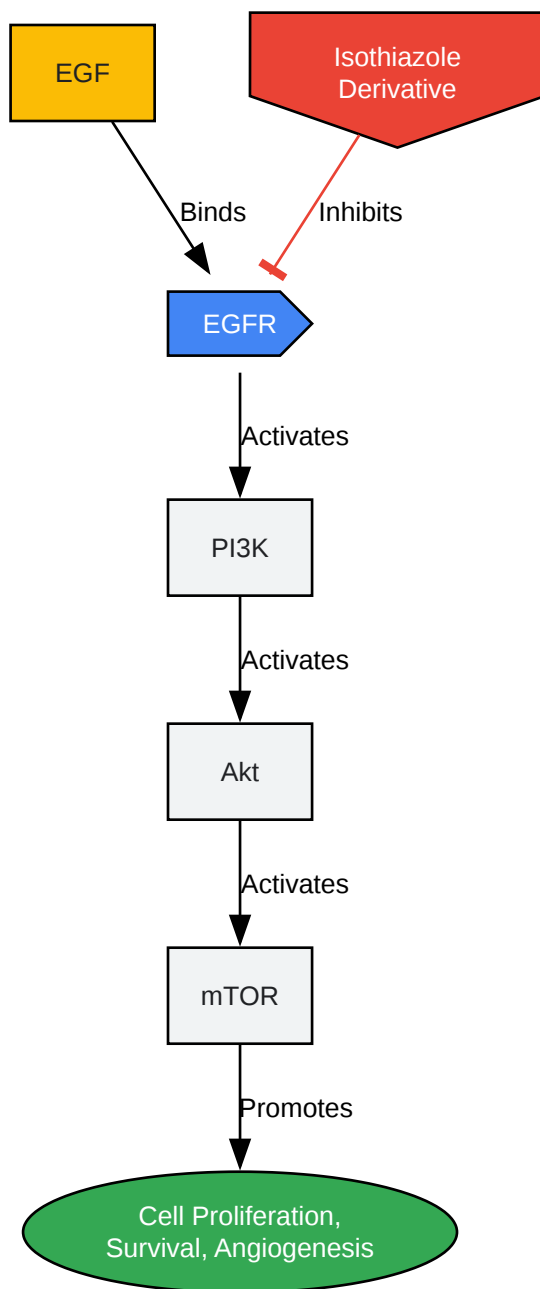 EGF
Isothiazole
Derivative
Binds
Inhibits
EGFR
Activates
PI3K
Activates
Akt
Activates
mTOR
Promotes
Cell Proliferation,
Survival, Angiogenesis